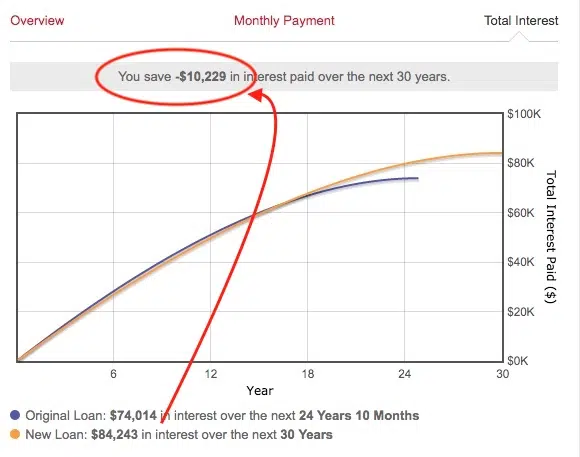 Overview Monthly Payment Total Interest
You save -$10,229 in interest paid over the next 30 years.
$100K
$80K
$60K
$40K
$20K
$0K
Total Interest Paid ($)
6 12 18 24 30
Year
Original Loan: $74,014 in interest over the next 24 Years 10 Months
New Loan: $84,243 in interest over the next 30 Years